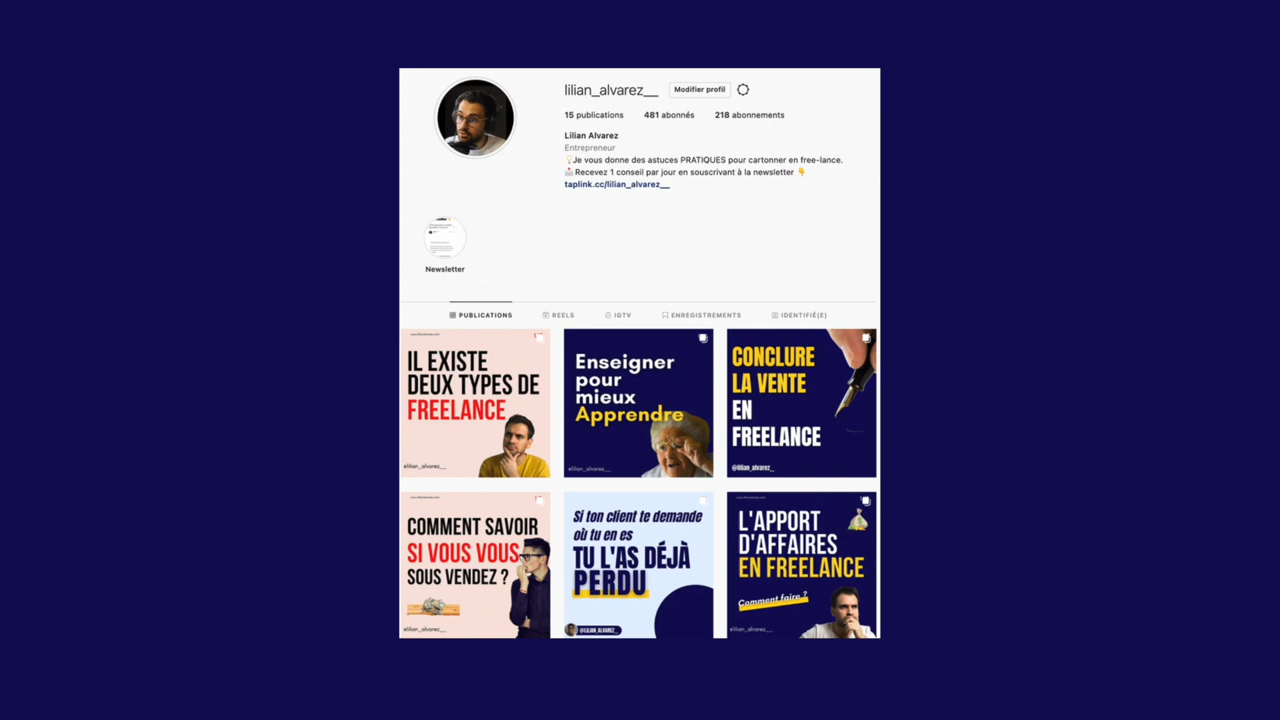 lilian_alvarez__
Modifier profil
15 publications
481 abonnés
218 abonnements
Lilian Alvarez
Entrepreneur
Je vous donne des astuces PRATIQUES pour cartonner en free-lance.
Recevez 1 conseil par jour en souscrivant à la newsletter
taplink.cc/lilian_alvarez__
Newsletter
PUBLICATIONS
REELS
IGTV
ENREGISTREMENTS
IDENTIFIÉ(E)
IL EXISTE
DEUX TYPES DE
FREELANCE
@lilian_alvarez__
Enseigner
pour
mieux
Apprendre
@lilian_alvarez__
CONCLURE
LA VENTE
EN
FREELANCE
@lilian_alvarez__
COMMENT SAVOIR
SI VOUS VOUS
SOUS VENDEZ ?
@lilian_alvarez__
Si ton client te demande
où tu en es
TU L'AS DÉJÀ
PERDU
@LILIAN_ALVAREZ__
L'APPORT
D'AFFAIRES
EN FREELANCE
Comment faire ?
@lilian_alvarez__